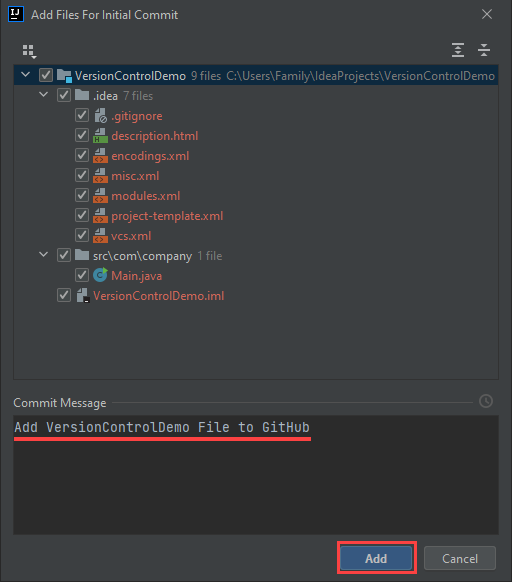 IJ Add Files For Initial Commit
VersionControlDemo 9 files C:\Users\Family\IdeaProjects\VersionControlDemo
.idea 7 files
.gitignore
description.html
encodings.xml
misc.xml
modules.xml
project-template.xml
vcs.xml
src\com\company 1 file
Main.java
VersionControlDemo.iml
Commit Message
Add VersionControlDemo File to GitHub
Add Cancel